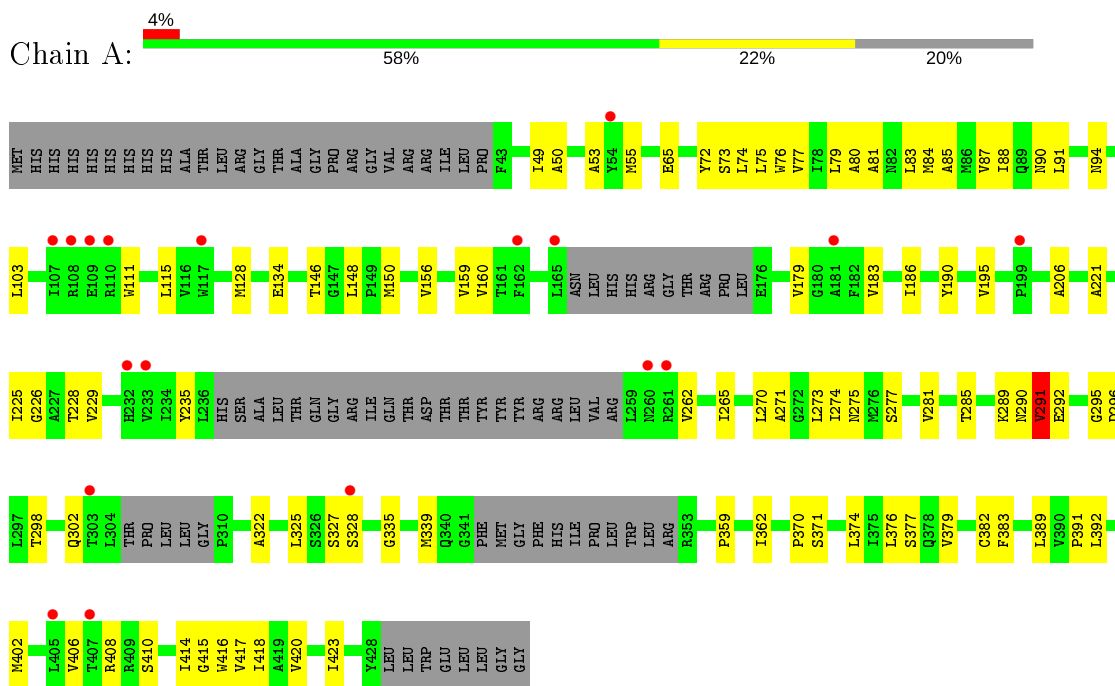 4%
Chain A:
58% 22% 20%
MET HIS HIS HIS HIS HIS HIS HIS HIS ALA THR LEU ARG GLY THR ALA GLY PRO ARG GLY VAL ARG ARG ILE LEU PRO F43 I49 A50 A53 Y54 M55 E65 Y72 S73 L74 L75 W76 V77 I78 L79 A80 A81 N82 L83 M84 A85 M86 V87 I88 Q89 N90 L91 N94
L103 I107 R108 E109 R110 W111 L115 V116 W117 M128 E134 T146 G147 L148 P149 M150 V156 V159 V160 T161 F162 L165 ASN LEU HIS HIS ARG GLY THR ARG PRO LEU E176 V179 G180 A181 F182 V183 I186 Y190 V195 P199 A206 A221
I225 G226 A227 T228 V229 H232 V233 I234 Y235 L236 HIS SER ALA LEU THR GLN GLY ARG ILE GLN THR ASP THR THR TYR TYR TYR ARG ARG LEU VAL ARG L259 N260 R261 V262 I265 L270 A271 G272 L273 I274 N275 M276 S277 V281 T285 K289 N290 V291 E292 G295
L297 T298 Q302 T303 L304 THR PRO LEU LEU GLY P310 A322 L325 S326 S327 S328 G335 M339 Q340 G341 PHE MET GLY PHE HIS ILE PRO LEU TRP LEU ARG R353 P359 I362 P370 S371 L374 I375 L376 S377 Q378 V379 C382 F383 L389 V390 P391 L392
M402 L405 V406 T407 R408 R409 S410 I414 G415 W416 V417 I418 A419 V420 I423 Y428 LEU LEU TRP GLU LEU LEU GLY GLY